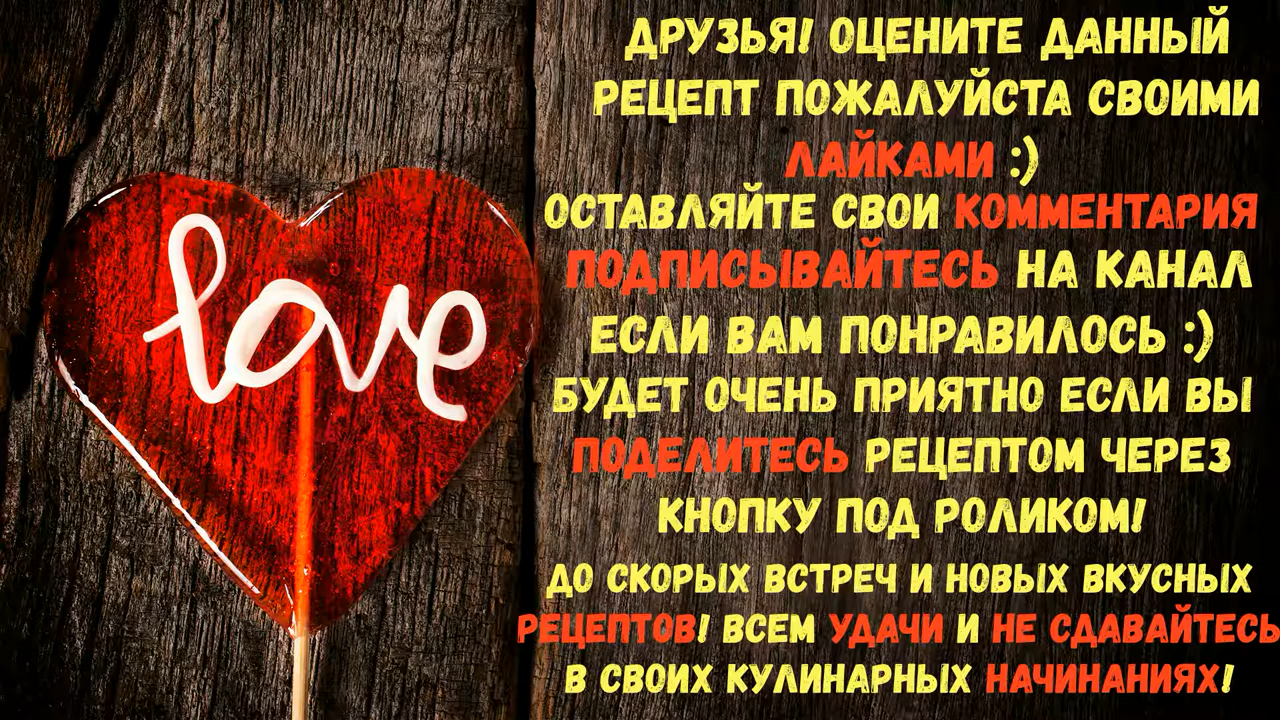 love
ДРУЗЬЯ! ОЦЕНИТЕ ДАННЫЙ
РЕЦЕПТ ПОЖАЛУЙСТА СВОИМИ
ЛАЙКАМИ :)
ОСТАВЛЯЙТЕ СВОИ КОММЕНТАРИЯ
ПОДПИСЫВАЙТЕСЬ НА КАНАЛ
ЕСЛИ ВАМ ПОНРАВИЛОСЬ :)
БУДЕТ ОЧЕНЬ ПРИЯТНО ЕСЛИ ВЫ
ПОДЕЛИТЕСЬ РЕЦЕПТОМ ЧЕРЕЗ
КНОПКУ ПОД РОЛИКОМ!
ДО СКОРЫХ ВСТРЕЧ И НОВЫХ ВКУСНЫХ
РЕЦЕПТОВ! ВСЕМ УДАЧИ И НЕ СДАВАЙТЕСЬ
В СВОИХ КУЛИНАРНЫХ НАЧИНАНИЯХ!